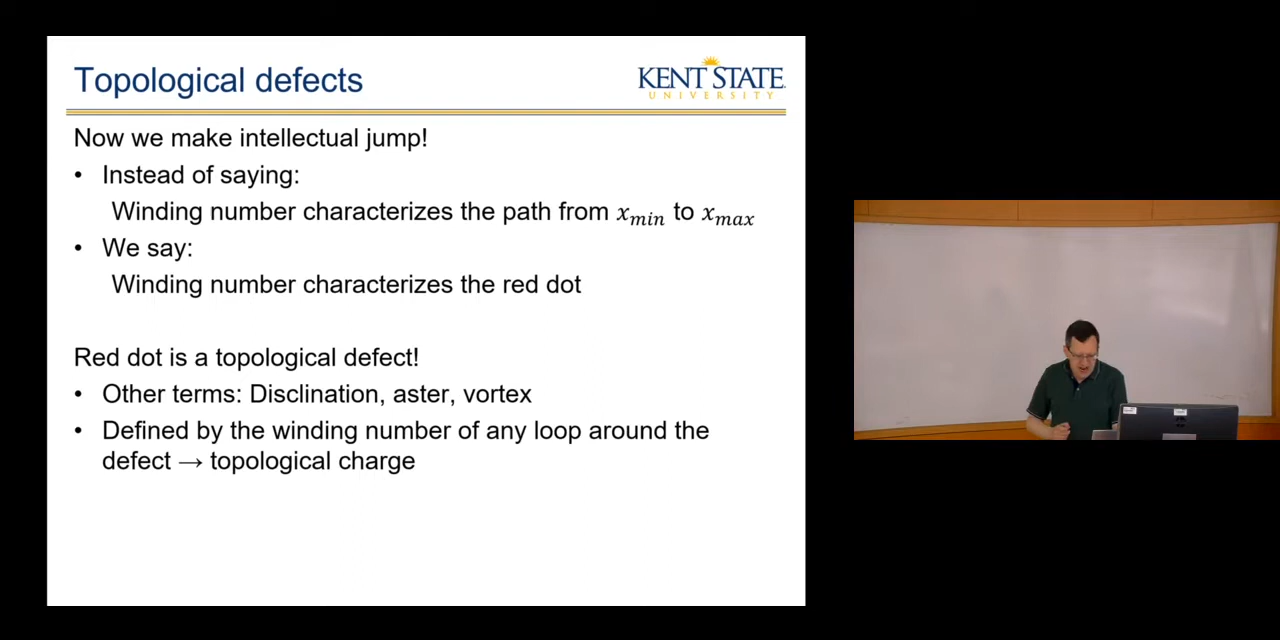 Topological defects
KENT STATE
UNIVERSITY
Now we make intellectual jump!
• Instead of saying:
Winding number characterizes the path from xmin to xmax
• We say:
Winding number characterizes the red dot
Red dot is a topological defect!
• Other terms: Disclination, aster, vortex
• Defined by the winding number of any loop around the
defect → topological charge